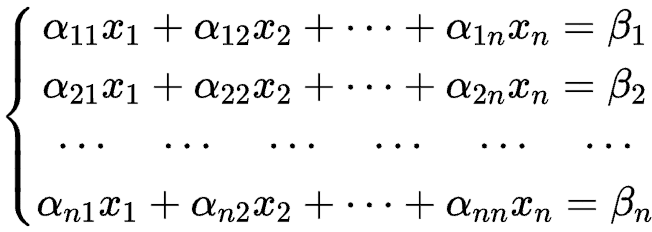 α₁₁x₁ + α₁₂x₂ + ⋯ + α₁ₙxₙ = β₁
α₂₁x₁ + α₂₂x₂ + ⋯ + α₂ₙxₙ = β₂
⋯ ⋯ ⋯ ⋯ ⋯ ⋯
αₙ₁x₁ + αₙ₂x₂ + ⋯ + αₙₙxₙ = βₙ